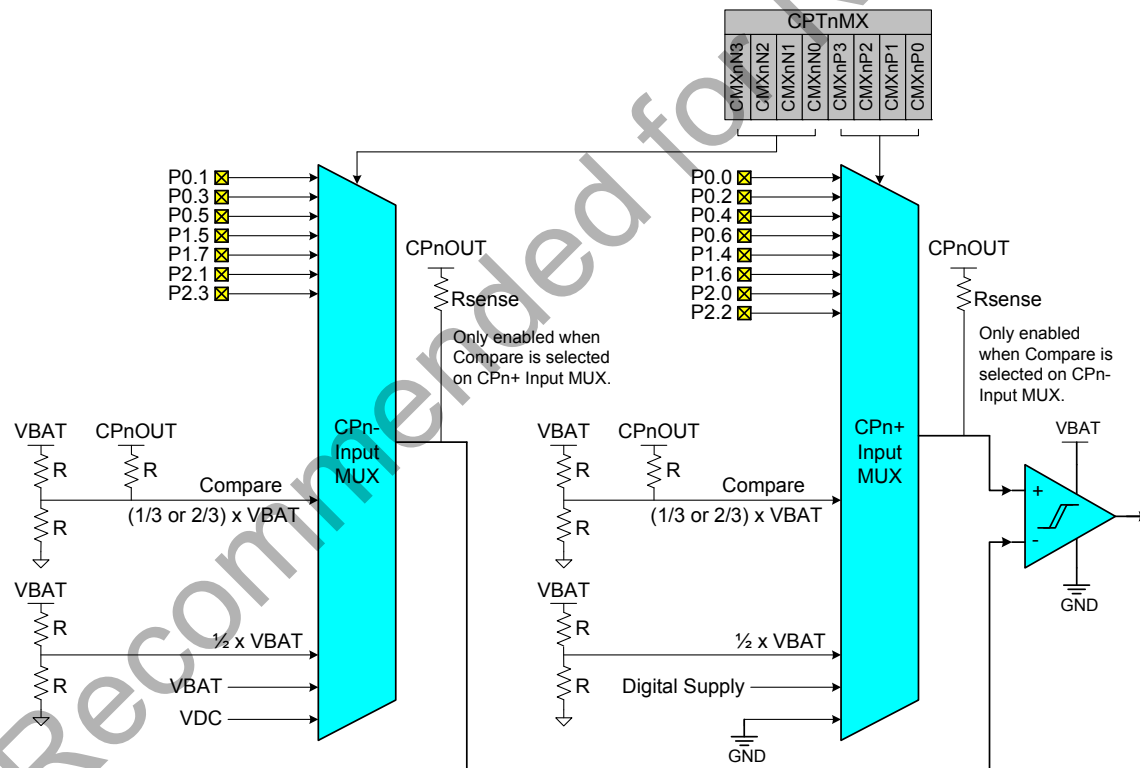 CPTnMX
CMXnN3
CMXnN2
CMXnN1
CMXnN0
CMXnP3
CMXnP2
CMXnP1
CMXnP0
P0.1
P0.3
P0.5
P1.5
P1.7
P2.1
P2.3
CPnOUT
Rsense
Only enabled when
Compare is selected
on CPn+ Input MUX.
VBAT
CPnOUT
R
R
Compare
(1/3 or 2/3) x VBAT
R
VBAT
R
½ x VBAT
R
VBAT
VDC
CPn-
Input
MUX
P0.0
P0.2
P0.4
P0.6
P1.4
P1.6
P2.0
P2.2
CPnOUT
Rsense
Only enabled
when Compare is
selected on CPn-
Input MUX.
VBAT
CPnOUT
R
R
Compare
(1/3 or 2/3) x VBAT
R
VBAT
R
½ x VBAT
R
Digital Supply
GND
CPn+
Input
MUX
VBAT
+
-
GND
Recommended for